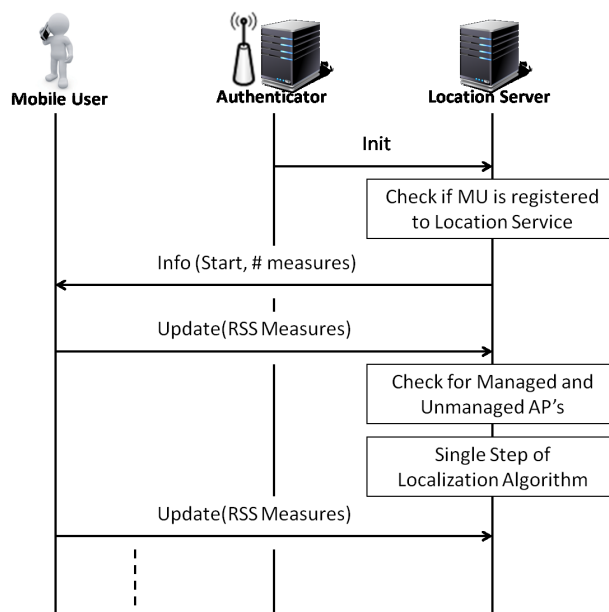 Mobile User
Authenticator
Location Server
Init
Check if MU is registered
to Location Service
Info (Start, # measures)
Update(RSS Measures)
Check for Managed and
Unmanaged AP's
Single Step of
Localization Algorithm
Update(RSS Measures)